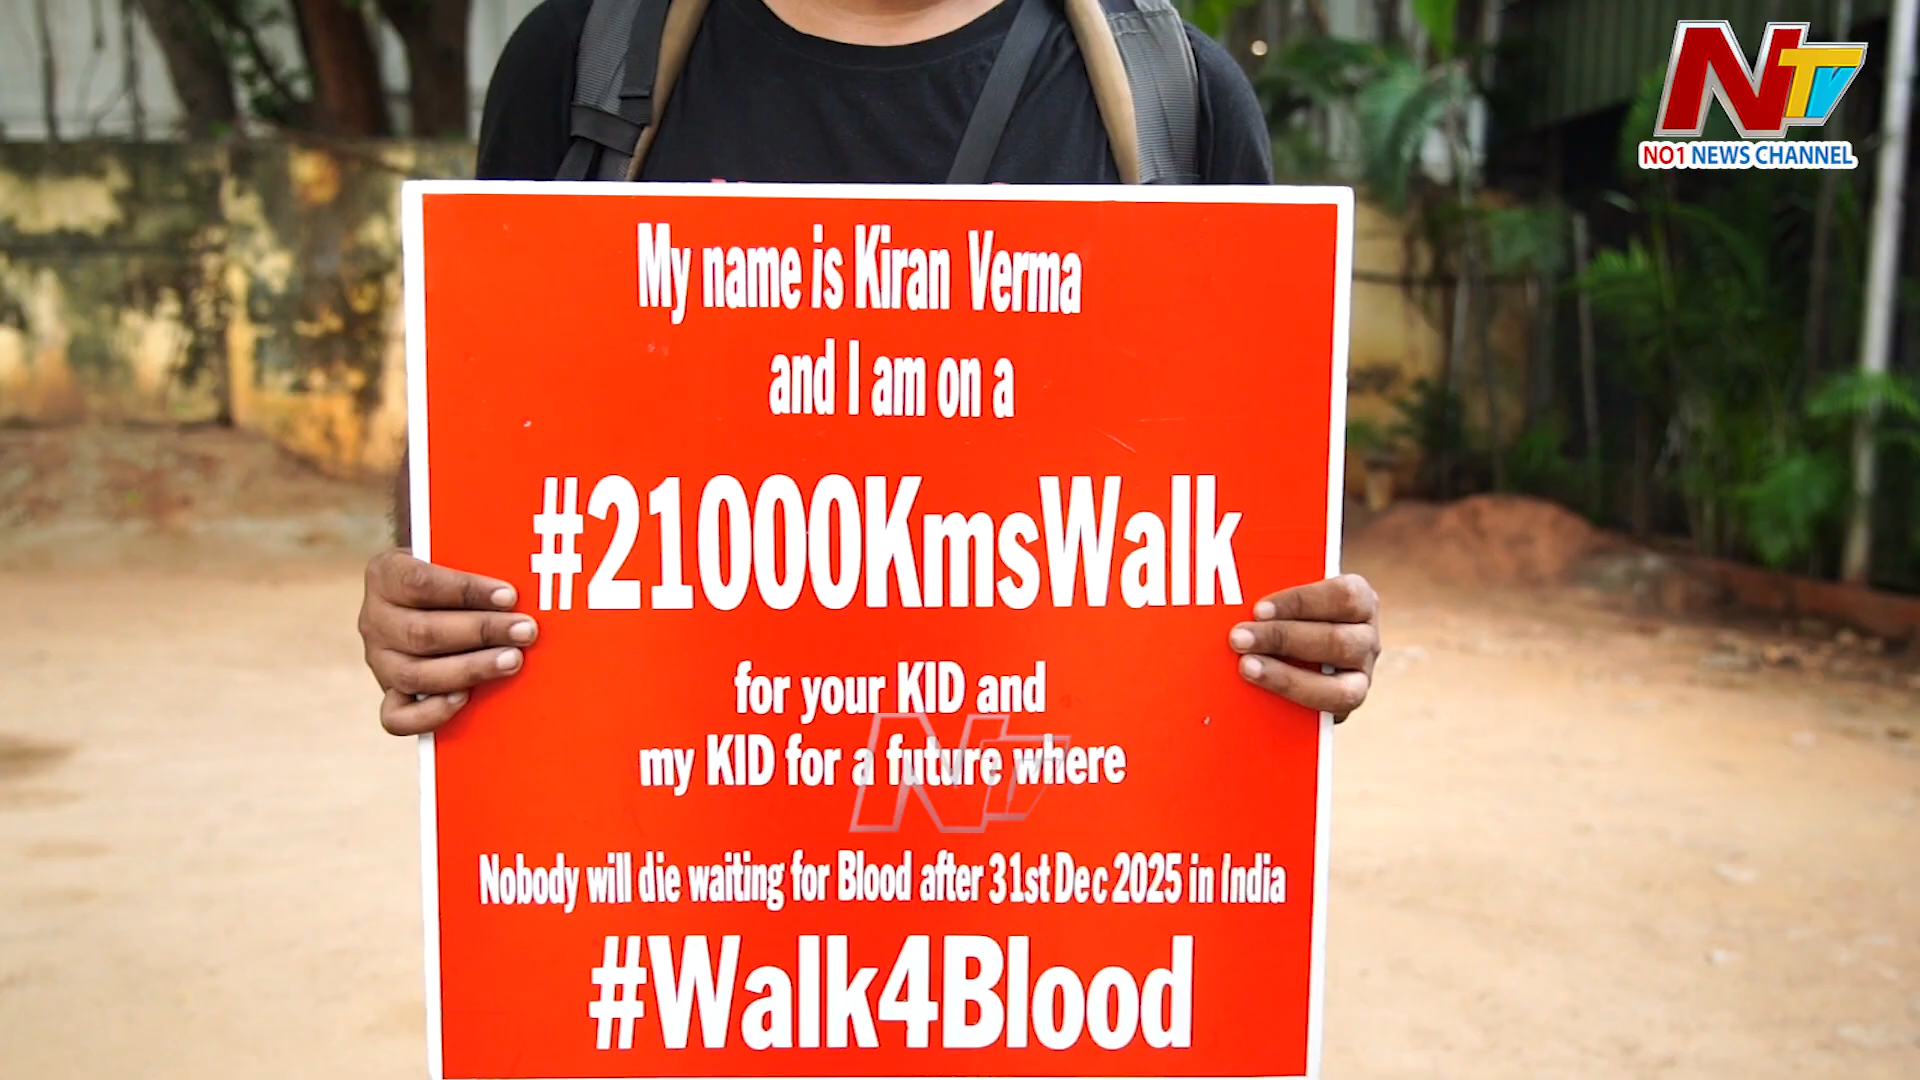 NTV
NO1 NEWS CHANNEL
My name is Kiran Verma
and I am on a
#21000KmsWalk
for your KID and
my KID for a future where
NTV
Nobody will die waiting for Blood after 31st Dec 2025 in India
#Walk4Blood